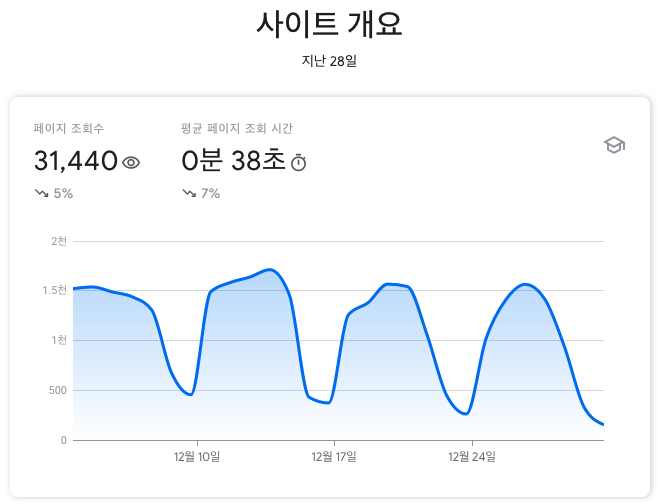 사이트 개요
지난 28일
페이지 조회수
평균 페이지 조회 시간
31,440
0분 38초
5%
7%
2천
1.5천
1천
500
0
12월 10일
12월 17일
12월 24일